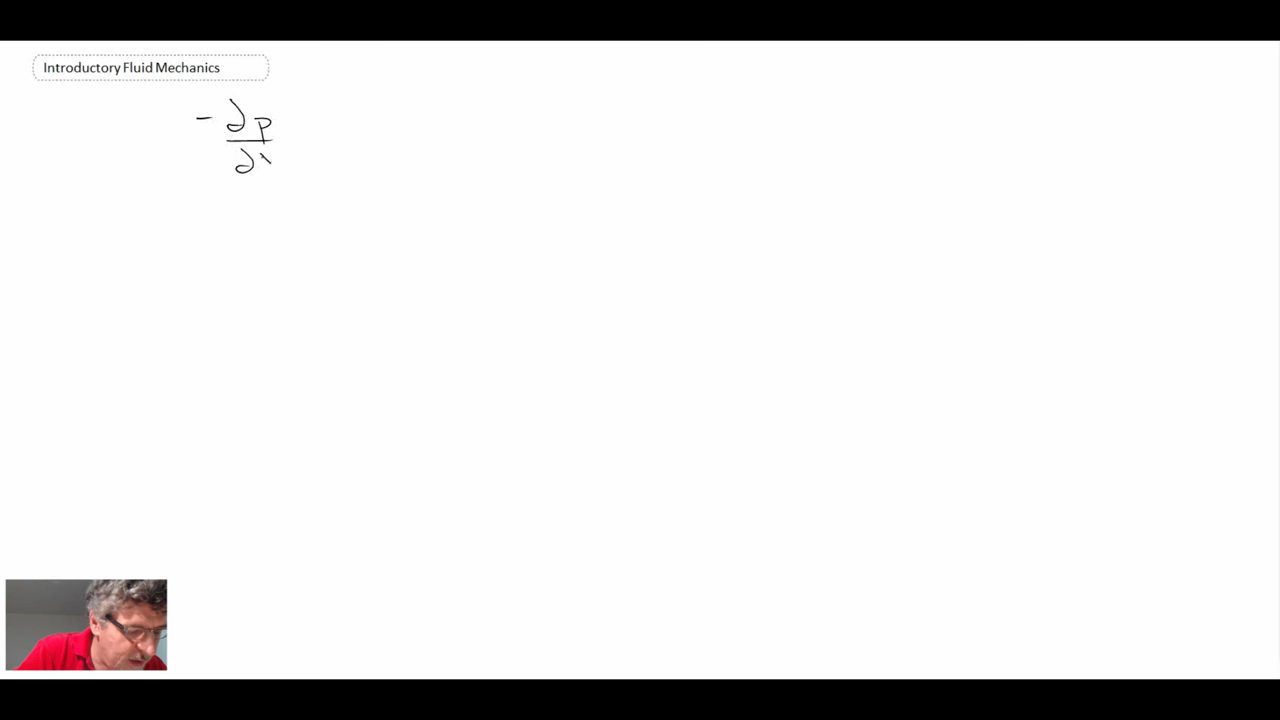 Introductory Fluid Mechanics
- ∂p
∂x